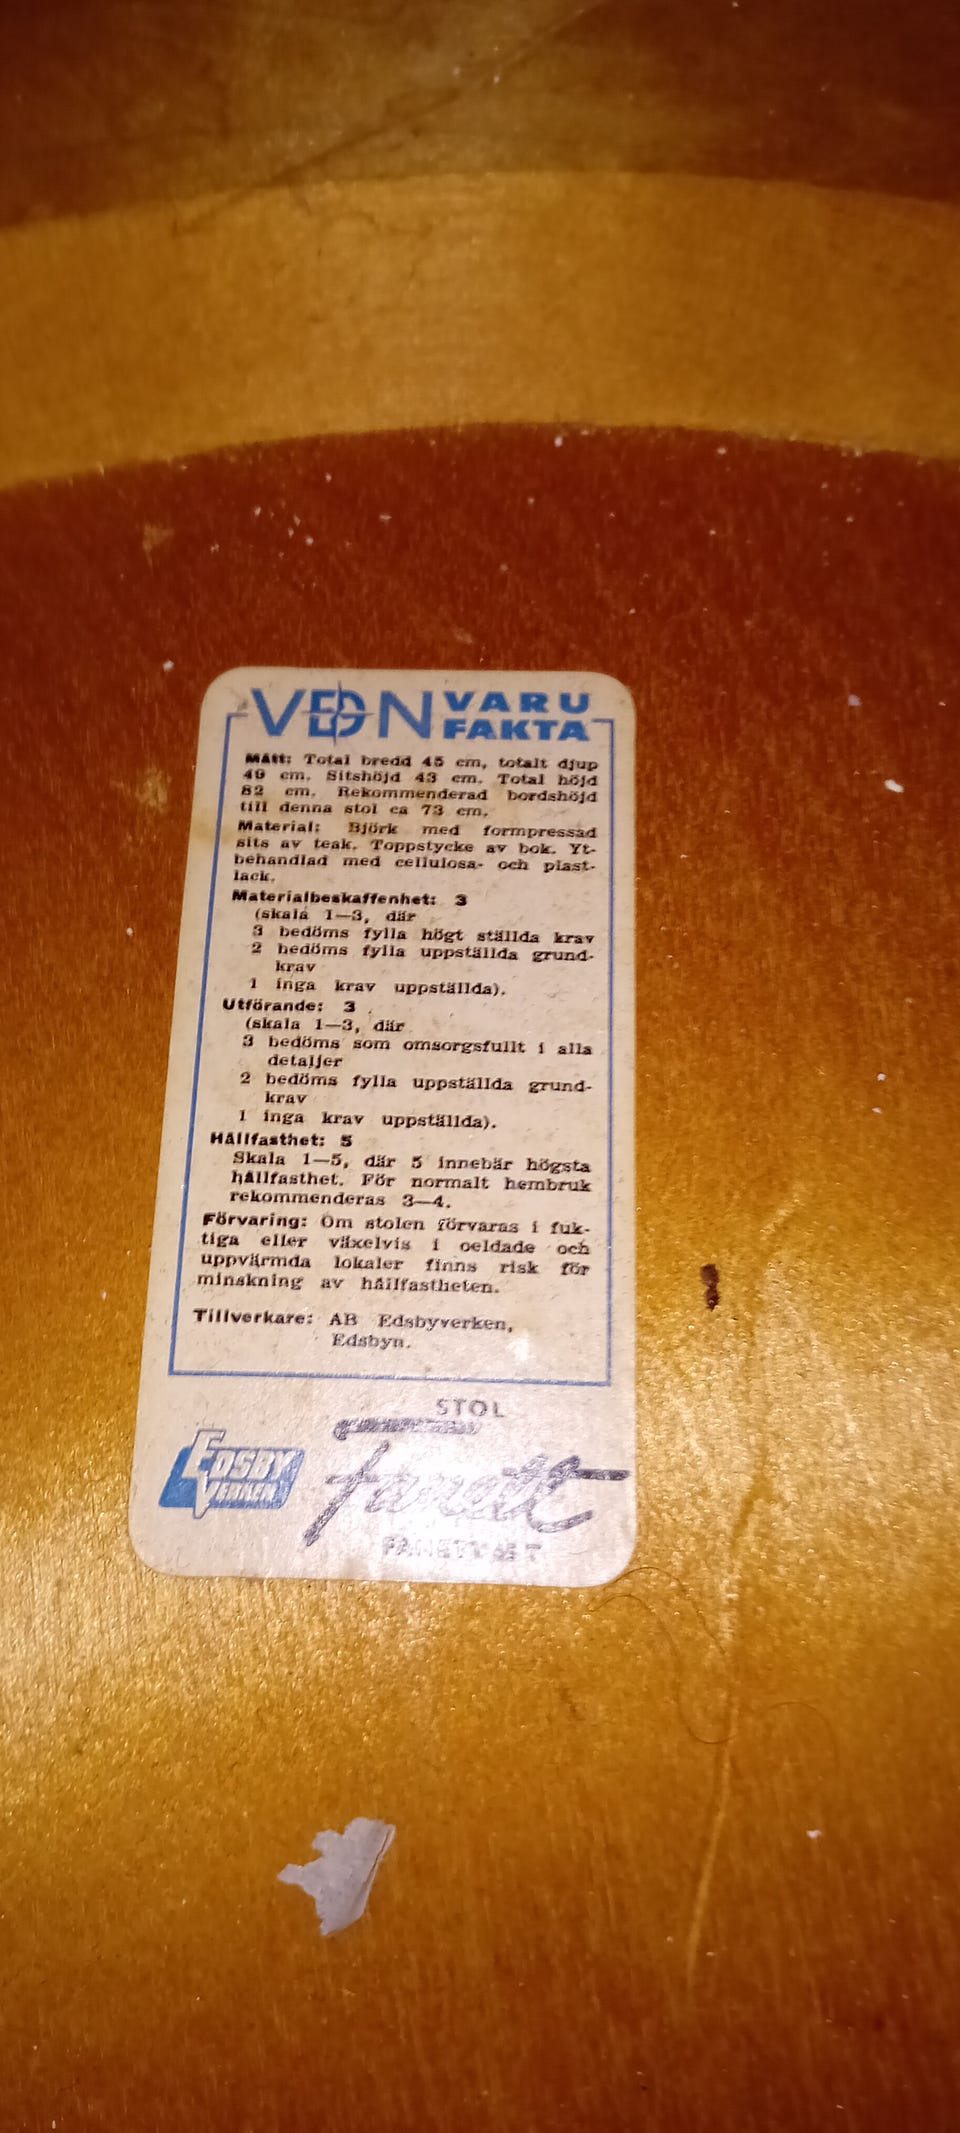 VDN VARU
FAKTA
Mått: Total bredd 45 cm, totalt djup
49 cm. Sitshöjd 43 cm. Total höjd
82 cm. Rekommenderad bordshöjd
till denna stol ca 73 cm.
Material: Björk med formpressad
sits av teak. Toppstycke av bok. Yt-
behandlad med cellulosa- och plast-
lack.
Materialbeskaffenhet: 3
(skala 1—3, där
3 bedöms fylla högt ställda krav
2 bedöms fylla uppställda grund-
krav
1 inga krav uppställda).
Utförande: 3
(skala 1—3, där
3 bedöms som omsorgsfullt i alla
detaljer
2 bedöms fylla uppställda grund-
krav
1 inga krav uppställda).
Hållfasthet: 5
Skala 1—5, där 5 innebär högsta
hållfasthet. För normalt hembruk
rekommenderas 3—4.
Förvaring: Om stolen förvaras i fuk-
tiga eller växelvis i oeldade och
uppvärmda lokaler finns risk för
minskning av hållfastheten.
Tillverkare: AB Edsbyverken,
Edsbyn.
STOL
EDSBY
VERKEN
Fanett
FANETT